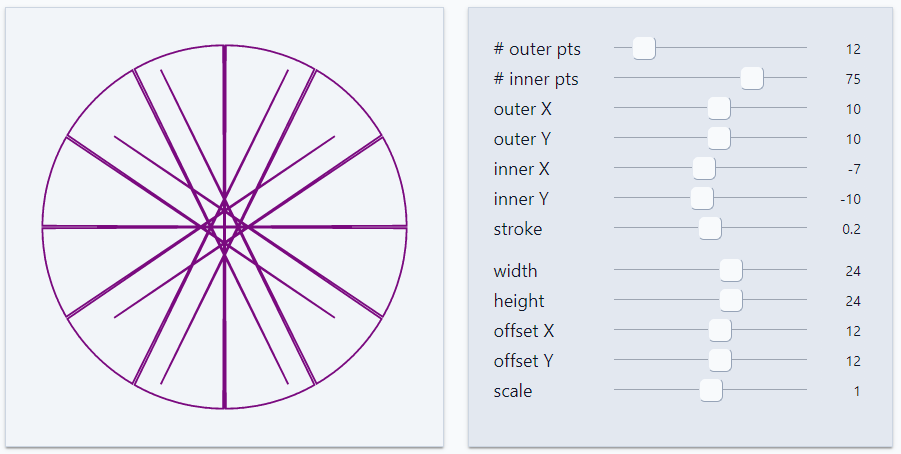 # outer pts 12
# inner pts 75
outer X 10
outer Y 10
inner X -7
inner Y -10
stroke 0.2
width 24
height 24
offset X 12
offset Y 12
scale 1